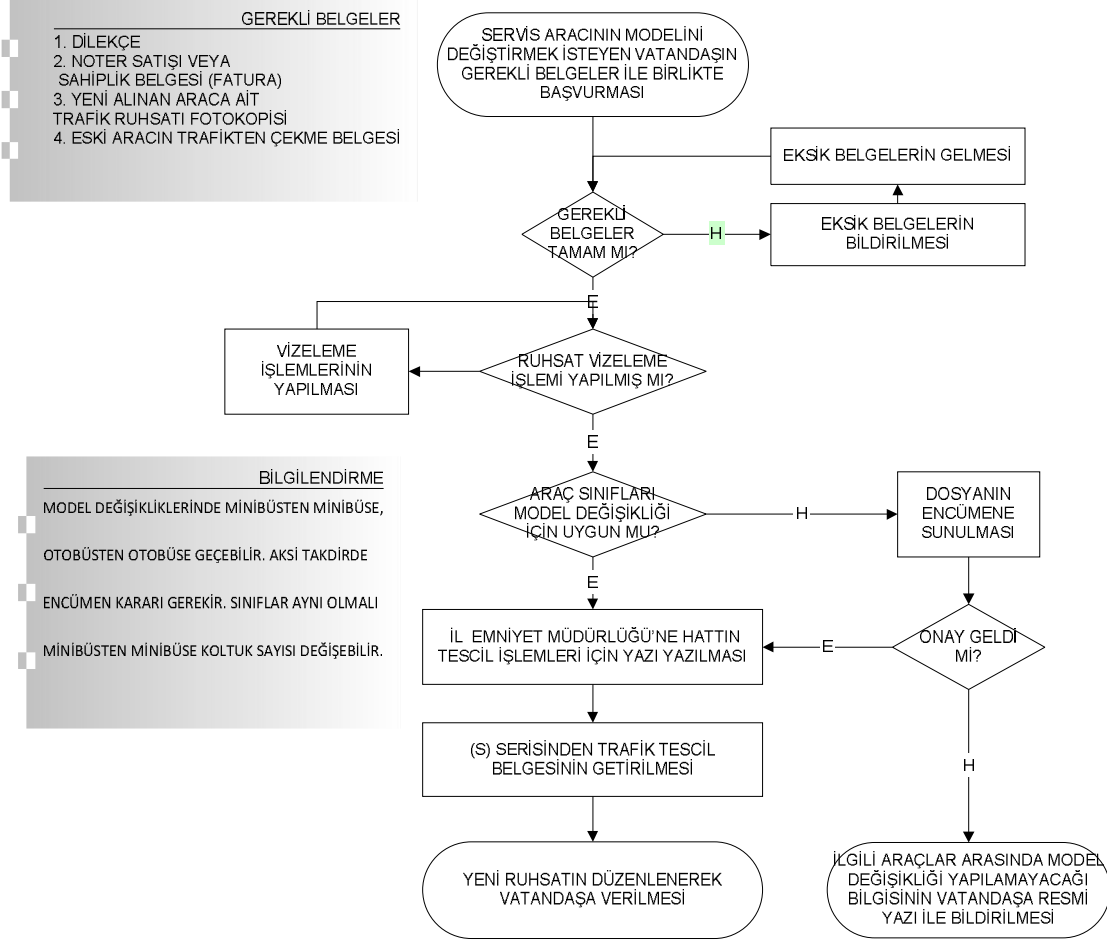 GEREKLİ BELGELER
1. DİLEKÇE
2. NOTER SATIŞI VEYA
SAHİPLİK BELGESİ (FATURA)
3. YENİ ALINAN ARACA AİT
TRAFİK RUHSATI FOTOKOPİSİ
4. ESKİ ARACIN TRAFİKTEN ÇEKME BELGESİ
SERVİS ARACININ MODELİNİ
DEĞİŞTİRMEK İSTEYEN VATANDAŞIN
GEREKLİ BELGELER İLE BİRLİKTE
BAŞVURMASI
EKSİK BELGELERİN GELMESİ
GEREKLİ
BELGELER
TAMAM MI?
H
EKSİK BELGELERİN
BİLDİRİLMESİ
E
VİZELEME
İŞLEMLERİNİN
YAPILMASI
RUHSAT VİZELEME
İŞLEMİ YAPILMIŞ MI?
E
BİLGİLENDİRME
MODEL DEĞİŞİKLİKLERİNDE MİNİBÜSTEN MİNİBÜSE,
OTOBÜSTEN OTOBÜSE GEÇEBİLİR. AKSİ TAKDİRDE
ENCÜMEN KARARI GEREKİR. SINIFLAR AYNI OLMALI
MİNİBÜSTEN MİNİBÜSE KOLTUK SAYISI DEĞİŞEBİLİR.
ARAÇ SINIFLARI
MODEL DEĞİŞİKLİĞİ
İÇİN UYGUN MU?
H
DOSYANIN
ENCÜMENE
SUNULMASI
E
İL EMNİYET MÜDÜRLÜĞÜ'NE HATTIN
TESCİL İŞLEMLERİ İÇİN YAZI YAZILMASI
E
ONAY GELDİ
Mİ?
(S) SERİSİNDEN TRAFİK TESCİL
BELGESİNİN GETİRİLMESİ
H
YENİ RUHSATIN DÜZENLENEREK
VATANDAŞA VERİLMESİ
İLGİLİ ARAÇLAR ARASINDA MODEL
DEĞİŞİKLİĞİ YAPILAMAYACAĞI
BİLGİSİNİN VATANDAŞA RESMİ
YAZI İLE BİLDİRİLMESİ